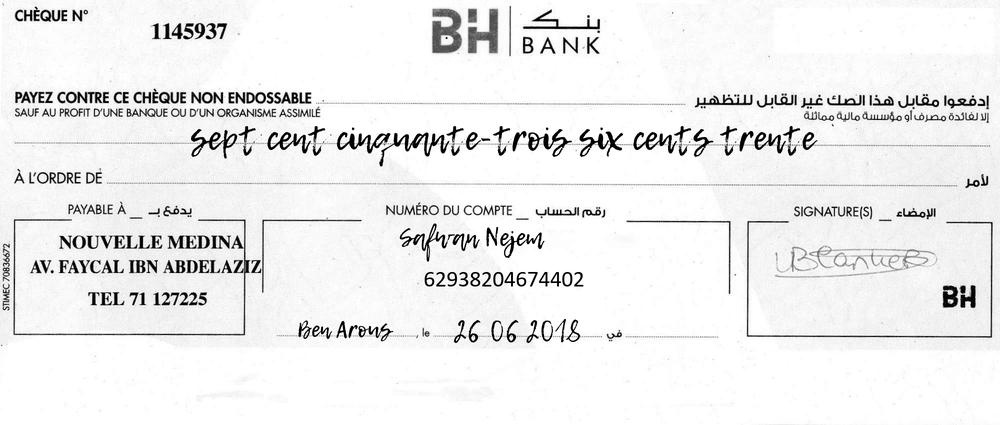 CHÈQUE N°
1145937
BH بنك
BANK
PAYEZ CONTRE CE CHÈQUE NON ENDOSSABLE إدفعوا مقابل هذا الصك غير القابل للتظهير
SAUF AU PROFIT D'UNE BANQUE OU D'UN ORGANISME ASSIMILÉ إلا لفائدة مصرف أو مؤسسة مالية مماثلة
sept cent cinquante-trois six cents trente
À L'ORDRE DE لأمر
PAYABLE À يدفع بـ NUMÉRO DU COMPTE رقم الحساب SIGNATURE(S) الإمضاء
Safwan Nejem
NOUVELLE MEDINA
AV. FAYCAL IBN ABDELAZIZ
62938204674402
TEL 71 127225
BH
Ben Arous , le 26 06 2018 في
STIMEC 70836672